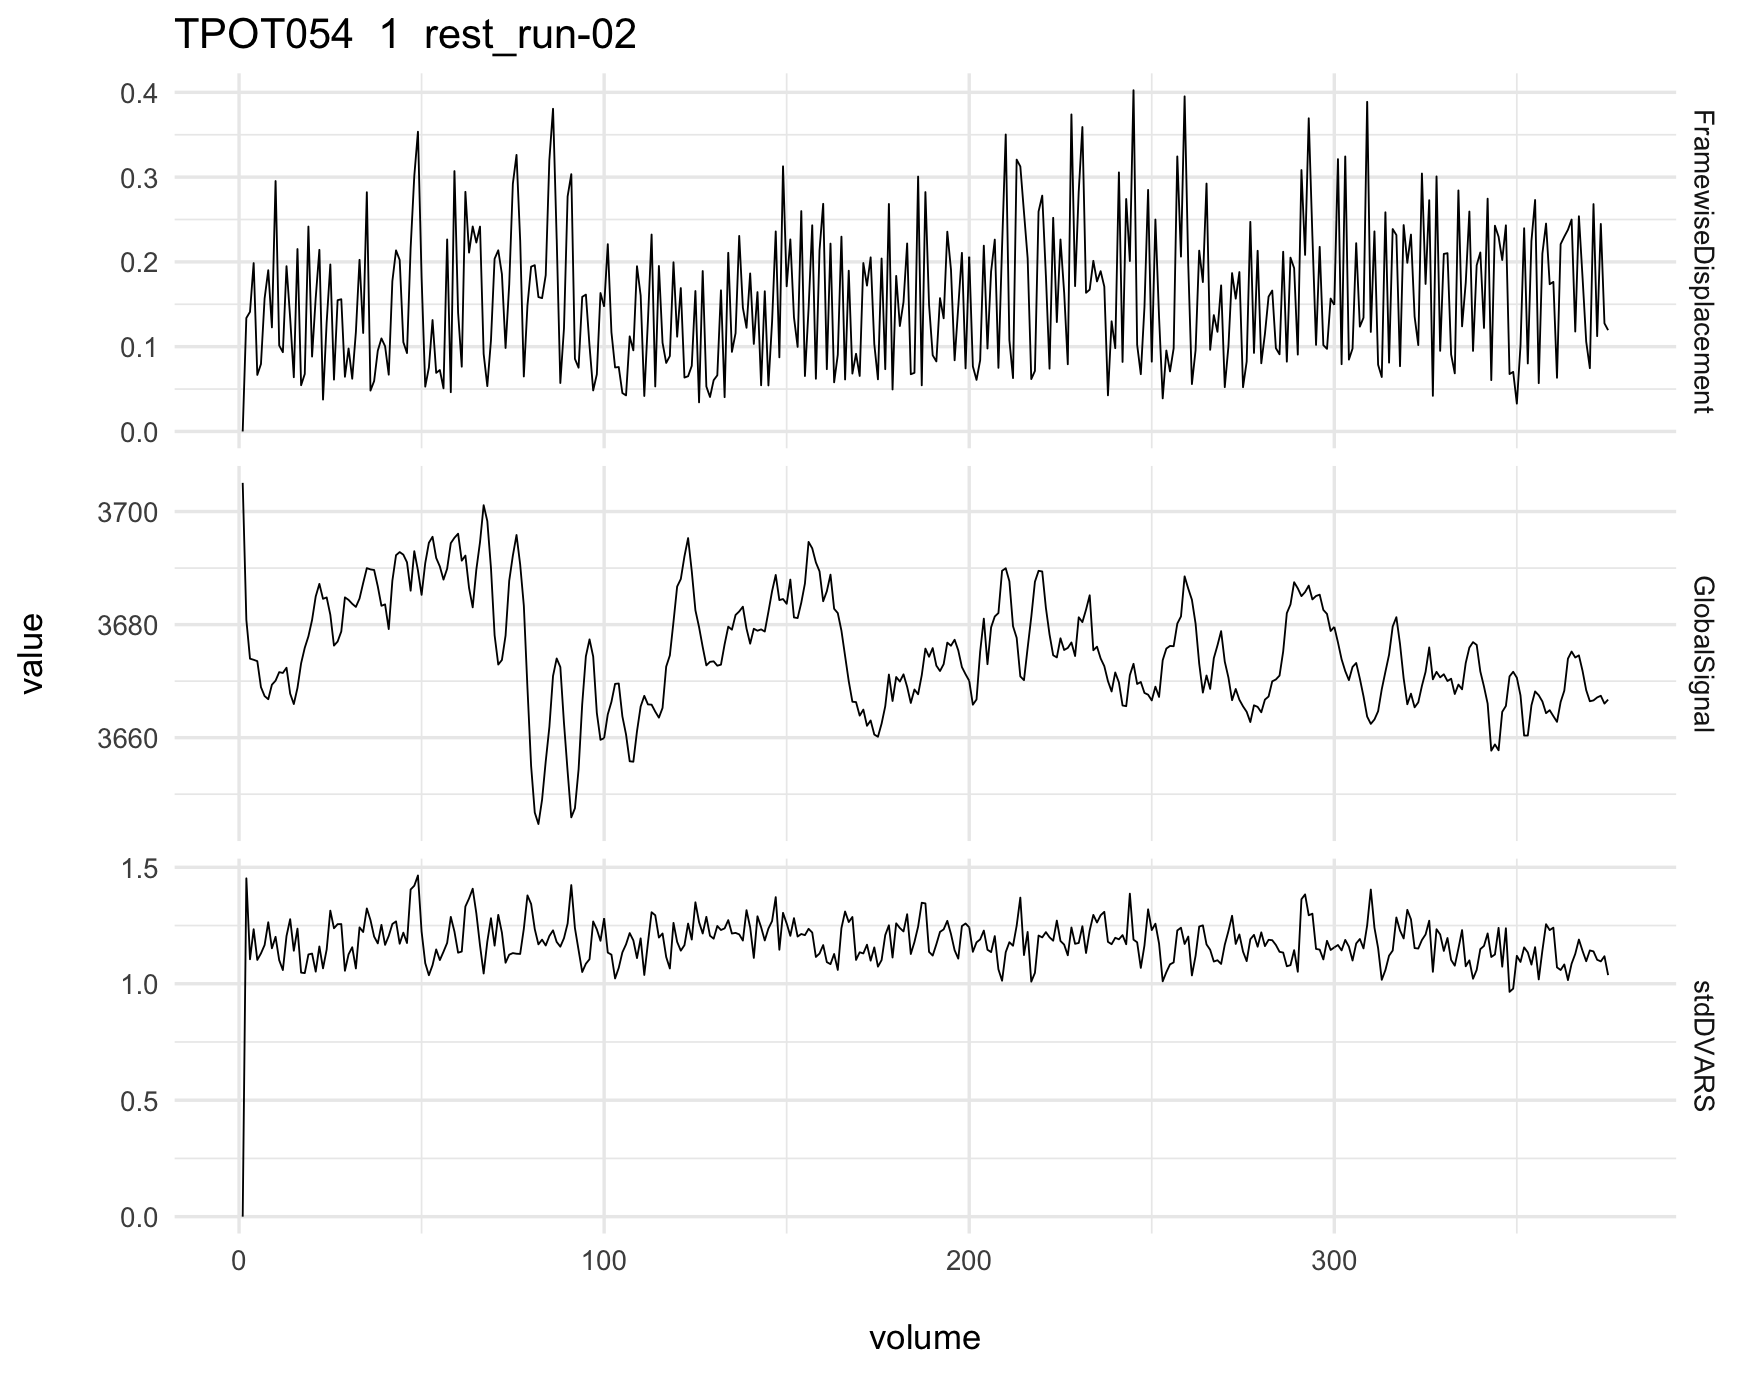 TPOT054 1 rest_run-02
0.4
0.3
0.2
0.1
0.0
FramewiseDisplacement
3700
3680
3660
GlobalSignal
value
1.5
1.0
0.5
0.0
stdDVARS
0 100 200 300
volume